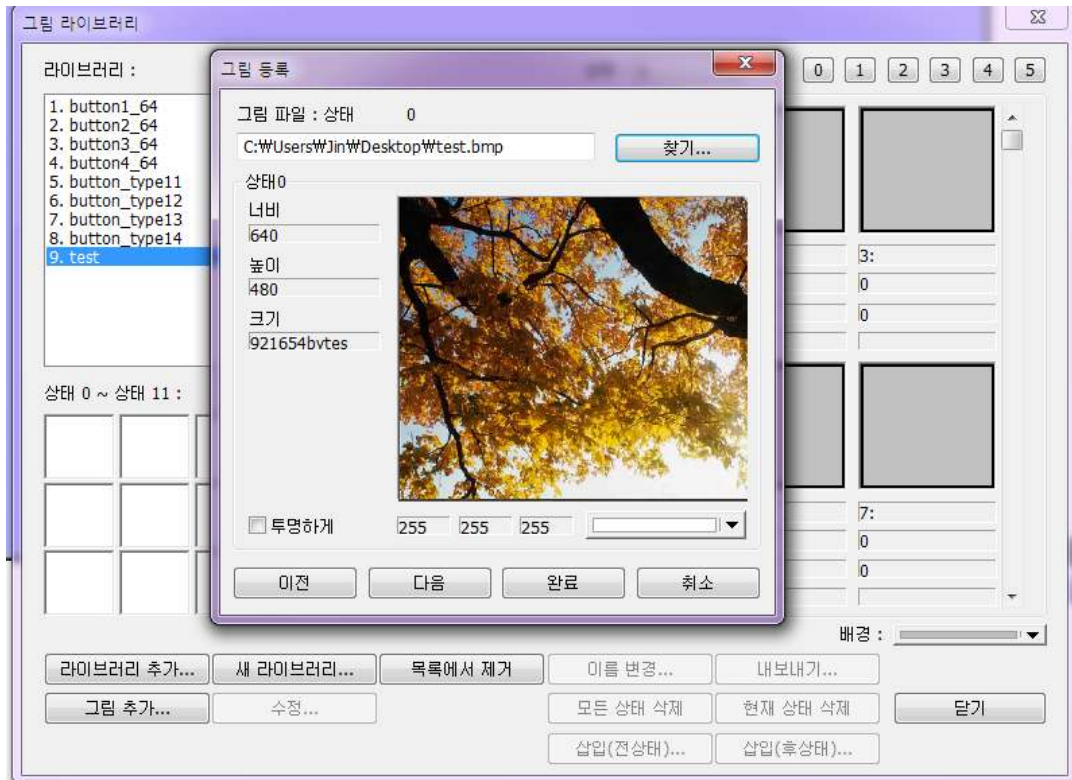 그림 라이브러리
라이브러리 :
0 1 2 3 4 5
1. button1_64
2. button2_64
3. button3_64
4. button4_64
5. button_type11
6. button_type12
7. button_type13
8. button_type14
9. test
그림 등록
그림 파일 : 상태 0
C:₩Users₩Jin₩Desktop₩test.bmp
찾기...
상태0
너비
640
높이
480
크기
921654bytes
투명하게
255 255 255
이전 다음 완료 취소
3:
0
0
상태 0 ~ 상태 11 :
7:
0
0
배경 :
라이브러리 추가... 새 라이브러리... 목록에서 제거 이름 변경... 내보내기...
그림 추가... 수정... 모든 상태 삭제 현재 상태 삭제 닫기
삽입(전상태)... 삽입(후상태)...